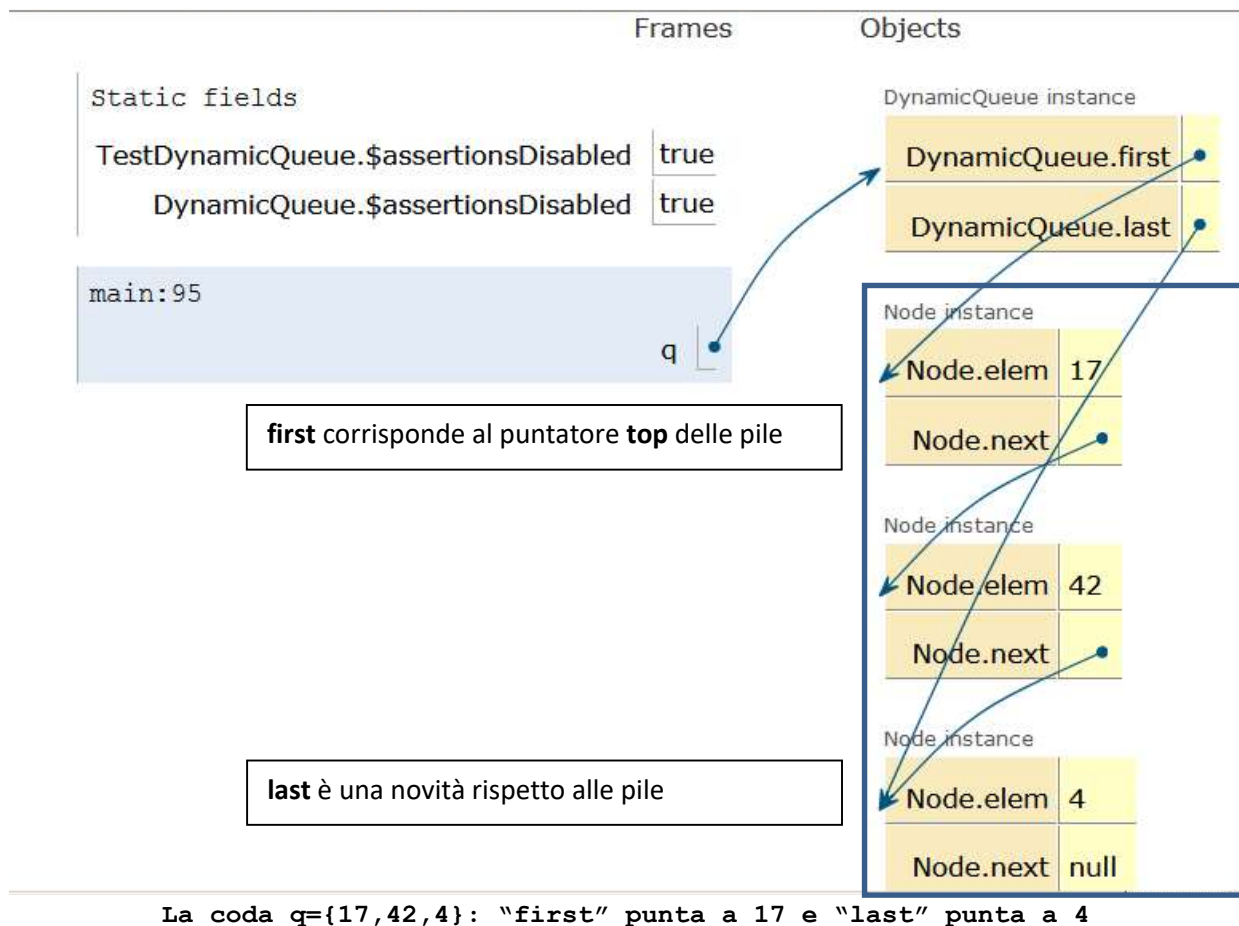 Frames Objects
Static fields
TestDynamicQueue.$assertionsDisabled true
DynamicQueue.$assertionsDisabled true
main:95
q
first corrisponde al puntatore top delle pile
last è una novità rispetto alle pile
DynamicQueue instance
DynamicQueue.first
DynamicQueue.last
Node instance
Node.elem 17
Node.next
Node instance
Node.elem 42
Node.next
Node instance
Node.elem 4
Node.next null
La coda q={17,42,4}: “first” punta a 17 e “last” punta a 4